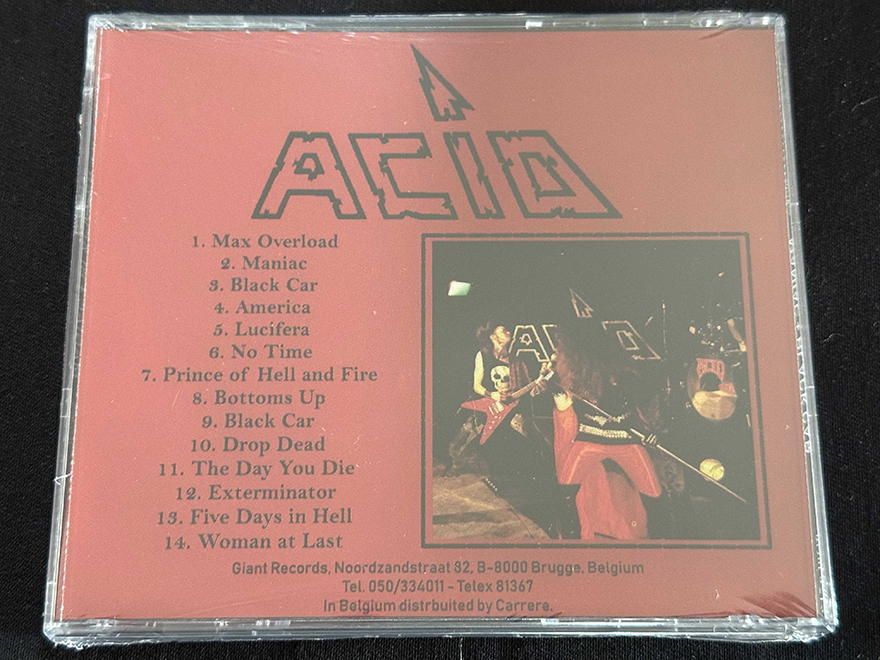 ACID
1. Max Overload
2. Maniac
3. Black Car
4. America
5. Lucifera
6. No Time
7. Prince of Hell and Fire
8. Bottoms Up
9. Black Car
10. Drop Dead
11. The Day You Die
12. Exterminator
13. Five Days in Hell
14. Woman at Last
Giant Records, Noordzandstraat 82, B-8000 Brugge, Belgium
Tel. 050/334011 - Telex 81367
In Belgium distrbuited by Carrere.